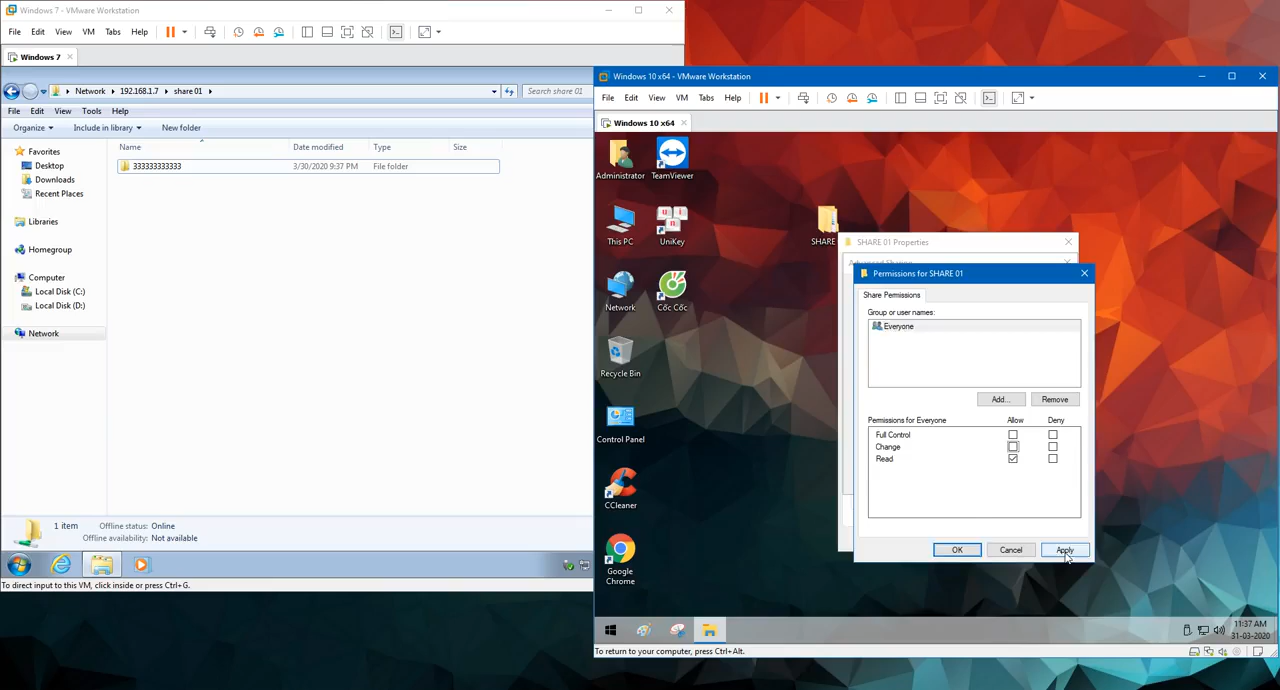 Windows 7 - VMware Workstation
File Edit View VM Tabs Help
Windows 7
Network 192.168.1.7 share 01 Search share 01
File Edit View Tools Help
Organize Include in library New folder
Name Date modified Type Size
333333333333 3/30/2020 9:37 PM File folder
Favorites
Desktop
Downloads
Recent Places
Libraries
Homegroup
Computer
Local Disk (C:)
Local Disk (D:)
Network
1 item Offline status: Online
Offline availability: Not available
To direct input to this VM, click inside or press Ctrl+G.
Windows 10 x64 - VMware Workstation
File Edit View VM Tabs Help
Windows 10 x64
Administrator TeamViewer
This PC UniKey
SHARE
Network Cốc Cốc
Recycle Bin
Control Panel
CCleaner
Google
Chrome
SHARE 01 Properties
Advanced Sharing
Permissions for SHARE 01
Share Permissions
Group or user names:
Everyone
Add... Remove
Permissions for Everyone Allow Deny
Full Control
Change
Read
OK Cancel Apply
11:37 AM
31-03-2020
To return to your computer, press Ctrl+Alt.